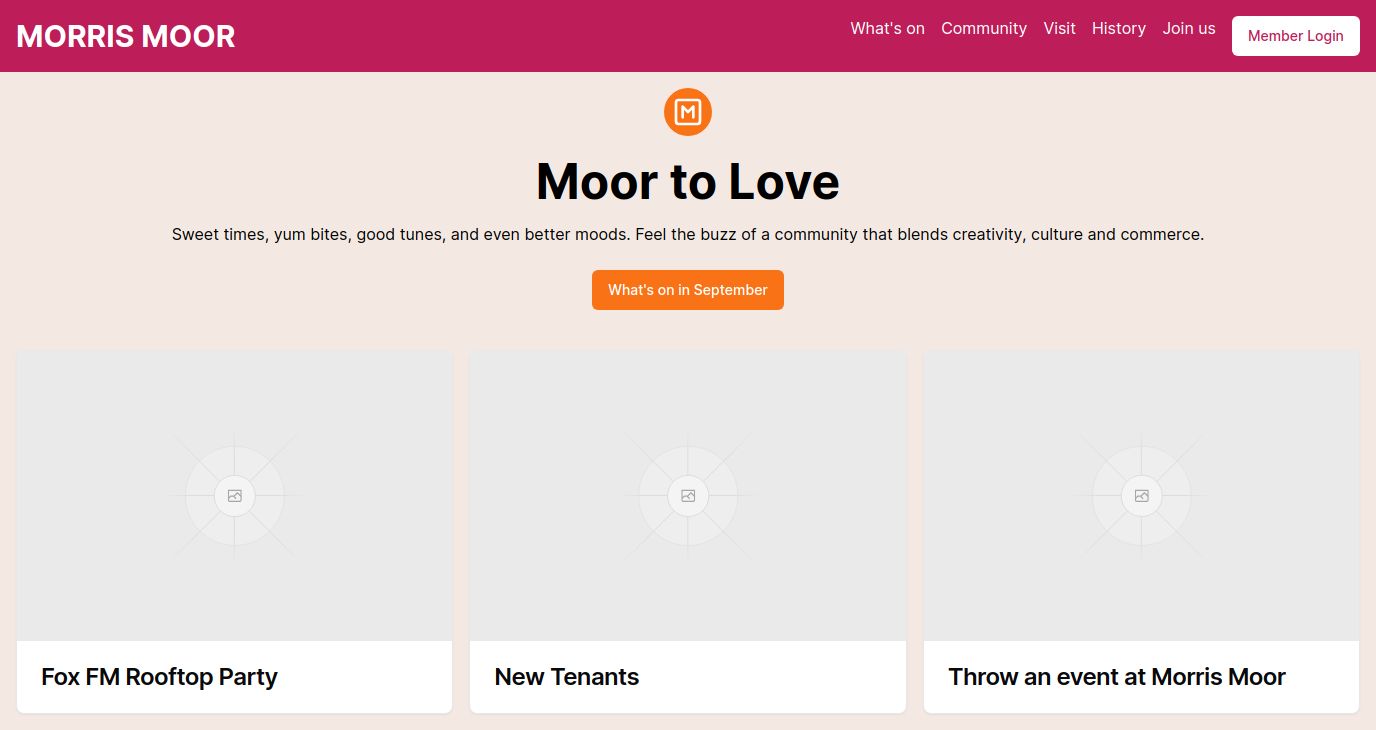 MORRIS MOOR
What's on Community Visit History Join us Member Login
M
Moor to Love
Sweet times, yum bites, good tunes, and even better moods. Feel the buzz of a community that blends creativity, culture and commerce.
What's on in September
Fox FM Rooftop Party
New Tenants
Throw an event at Morris Moor